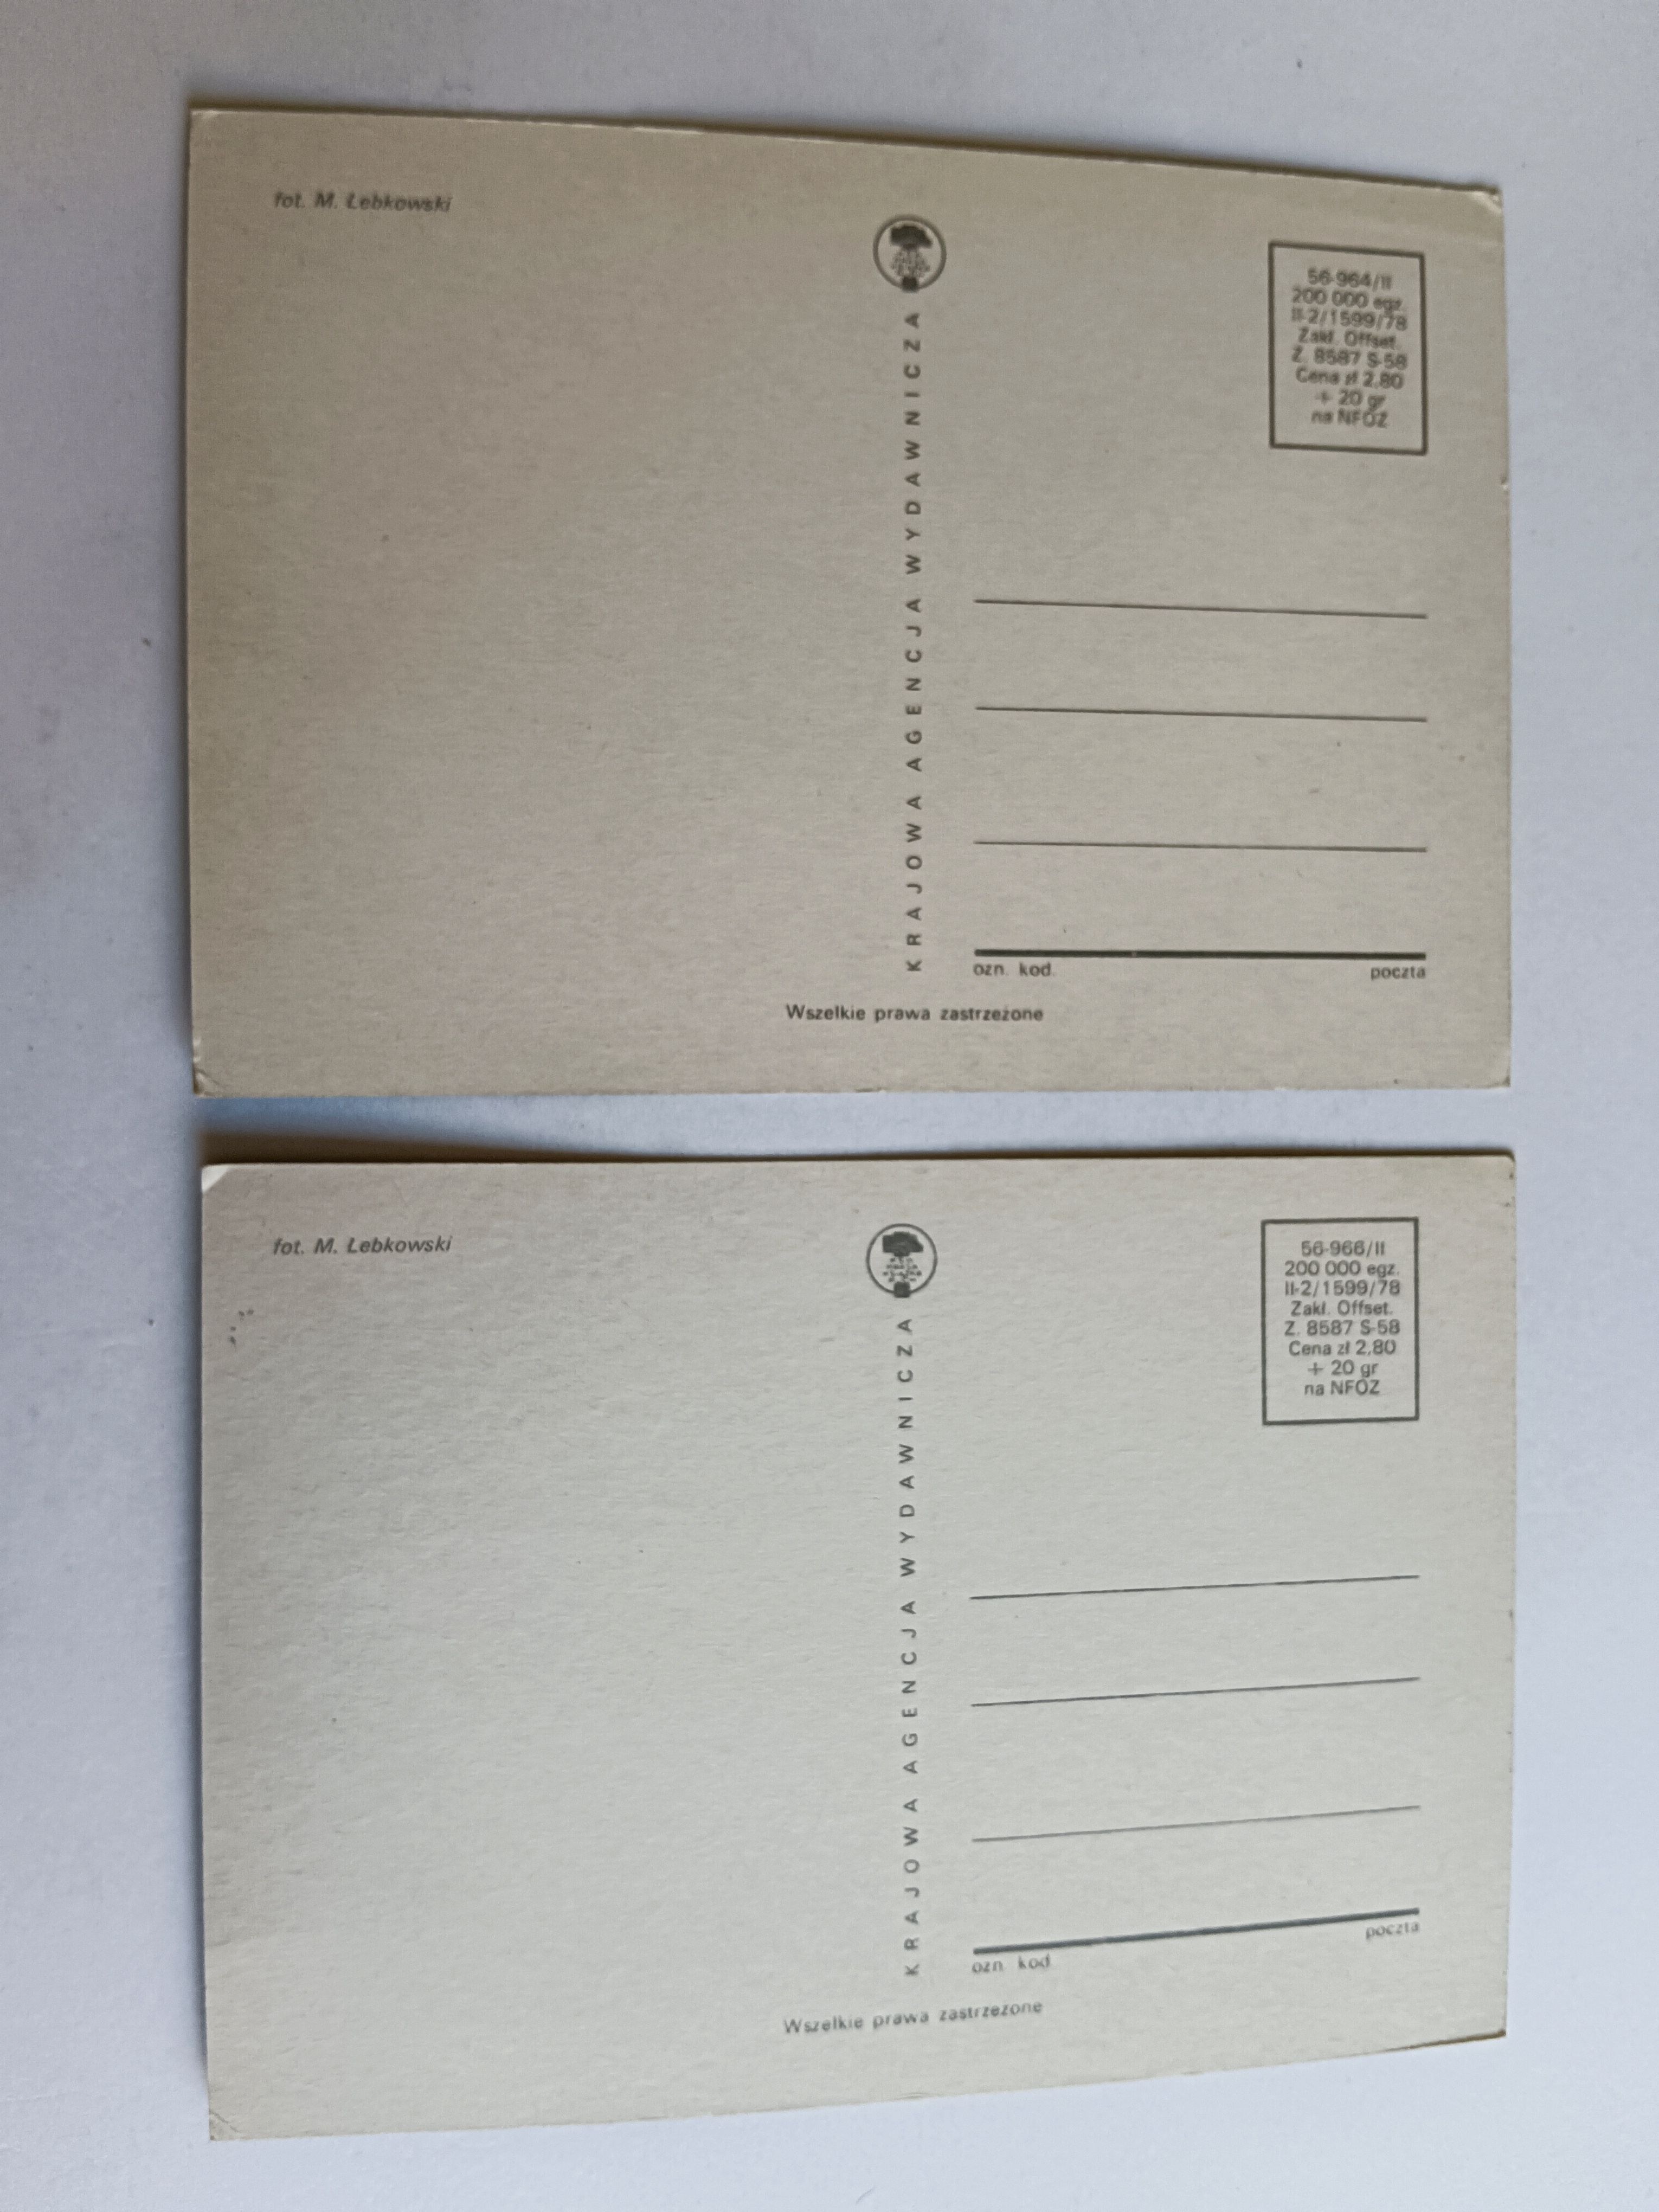 fot. M. Łebkowski
56-964/II
200 000 egz.
II-2/1599/78
Zakł. Offset.
Z. 8587 S-58
Cena zł 2,80
+ 20 gr
na NFOZ
KRAJOWA AGENCJA WYDAWNICZA
ozn. kod.
poczta
Wszelkie prawa zastrzeżone
fot. M. Łebkowski
56-966/II
200 000 egz.
II-2/1599/78
Zakł. Offset.
Z. 8587 S-58
Cena zł 2,80
+ 20 gr
na NFOZ
KRAJOWA AGENCJA WYDAWNICZA
ozn. kod
poczta
Wszelkie prawa zastrzeżone